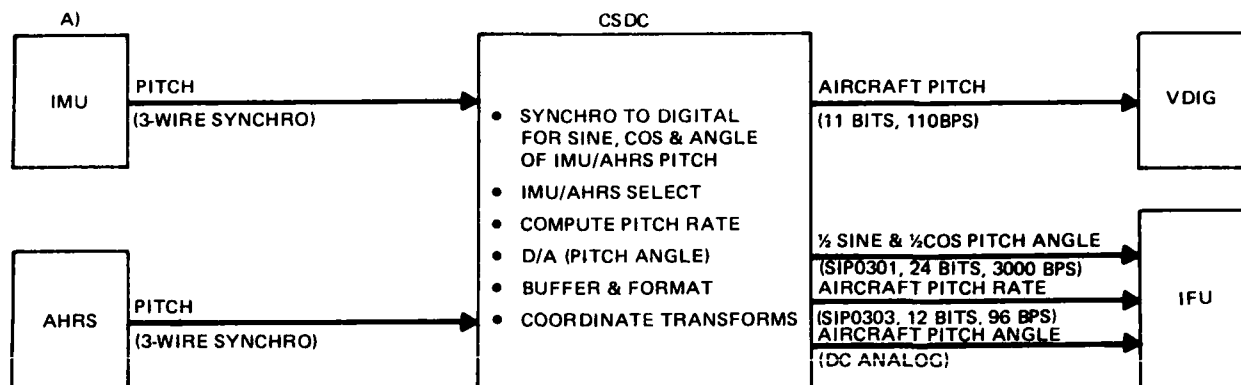 A)
CSDC
IMU
PITCH
(3-WIRE SYNCHRO)
AHRS
PITCH
(3-WIRE SYNCHRO)
• SYNCHRO TO DIGITAL
FOR SINE, COS & ANGLE
OF IMU/AHRS PITCH
• IMU/AHRS SELECT
• COMPUTE PITCH RATE
• D/A (PITCH ANGLE)
• BUFFER & FORMAT
• COORDINATE TRANSFORMS
AIRCRAFT PITCH
(11 BITS, 110BPS)
VDIG
½ SINE & ½COS PITCH ANGLE
(SIP0301, 24 BITS, 3000 BPS)
AIRCRAFT PITCH RATE
(SIP0303. 12 BITS, 96 BPS)
AIRCRAFT PITCH ANGLE
(DC ANALOG)
IFU